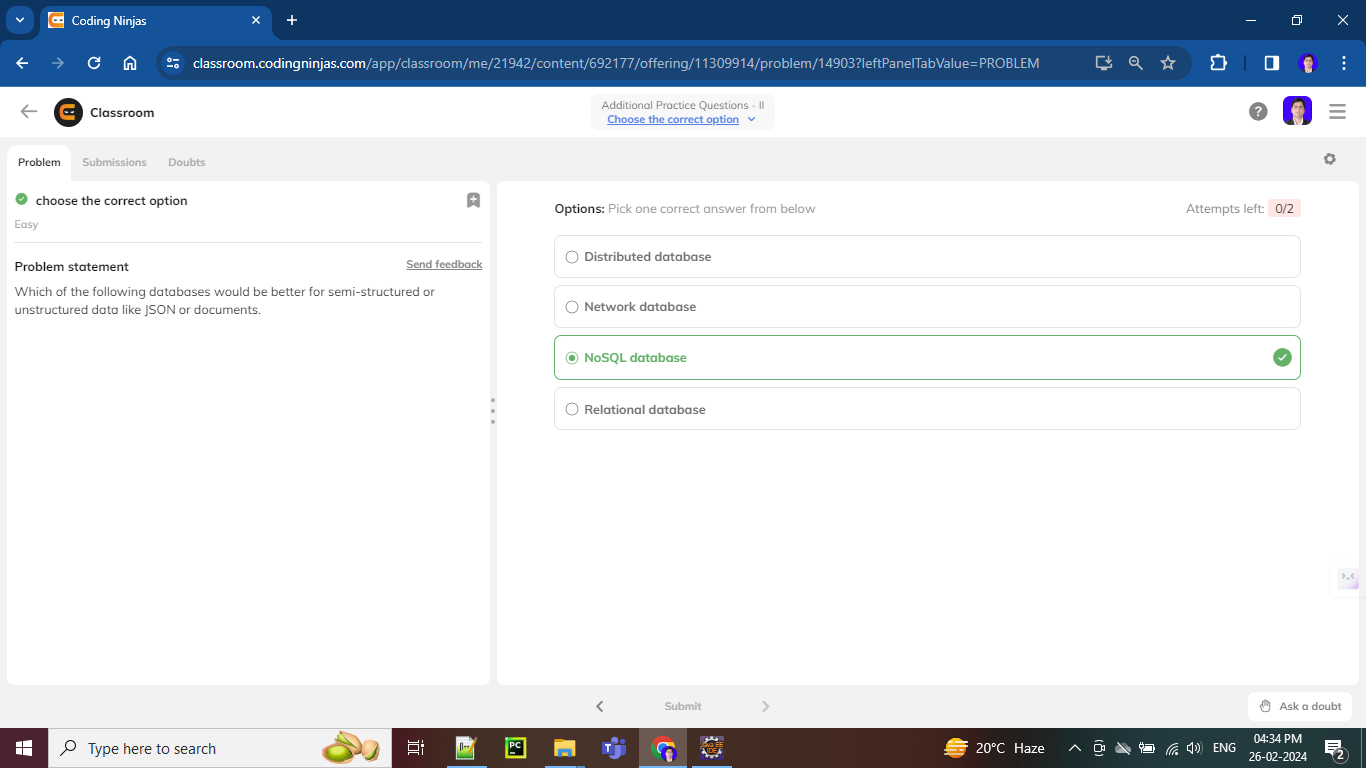 Coding Ninjas
classroom.codingninjas.com/app/classroom/me/21942/content/692177/offering/11309914/problem/14903?leftPanelTabValue=PROBLEM
Classroom
Additional Practice Questions - II
Choose the correct option
Problem
Submissions
Doubts
choose the correct option
Easy
Problem statement
Send feedback
Which of the following databases would be better for semi-structured or
unstructured data like JSON or documents.
Options: Pick one correct answer from below
Attempts left: 0/2
Distributed database
Network database
NoSQL database
Relational database
Submit
Ask a doubt
Type here to search
PC
20°C Haze
ENG
04:34 PM
26-02-2024
2